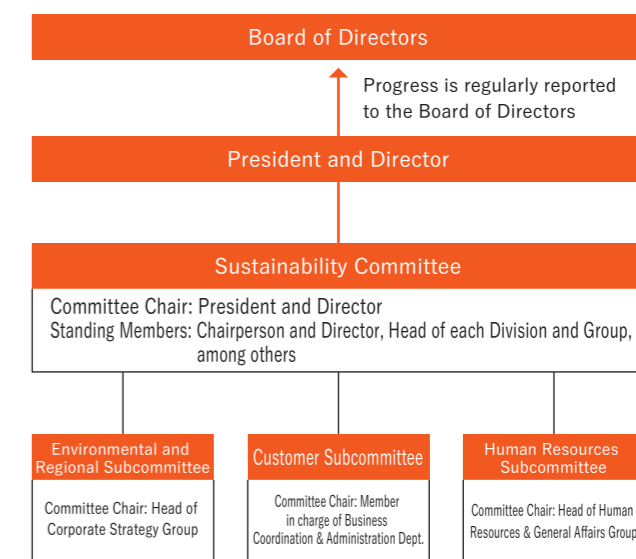 Board of Directors
Progress is regularly reported
to the Board of Directors
President and Director
Sustainability Committee
Committee Chair: President and Director
Standing Members: Chairperson and Director, Head of each Division and Group,
among others
Environmental and
Regional Subcommittee
Committee Chair: Head of
Corporate Strategy Group
Customer Subcommittee
Committee Chair: Member
in charge of Business
Coordination & Administration Dept.
Human Resources
Subcommittee
Committee Chair: Head of Human
Resources & General Affairs Group